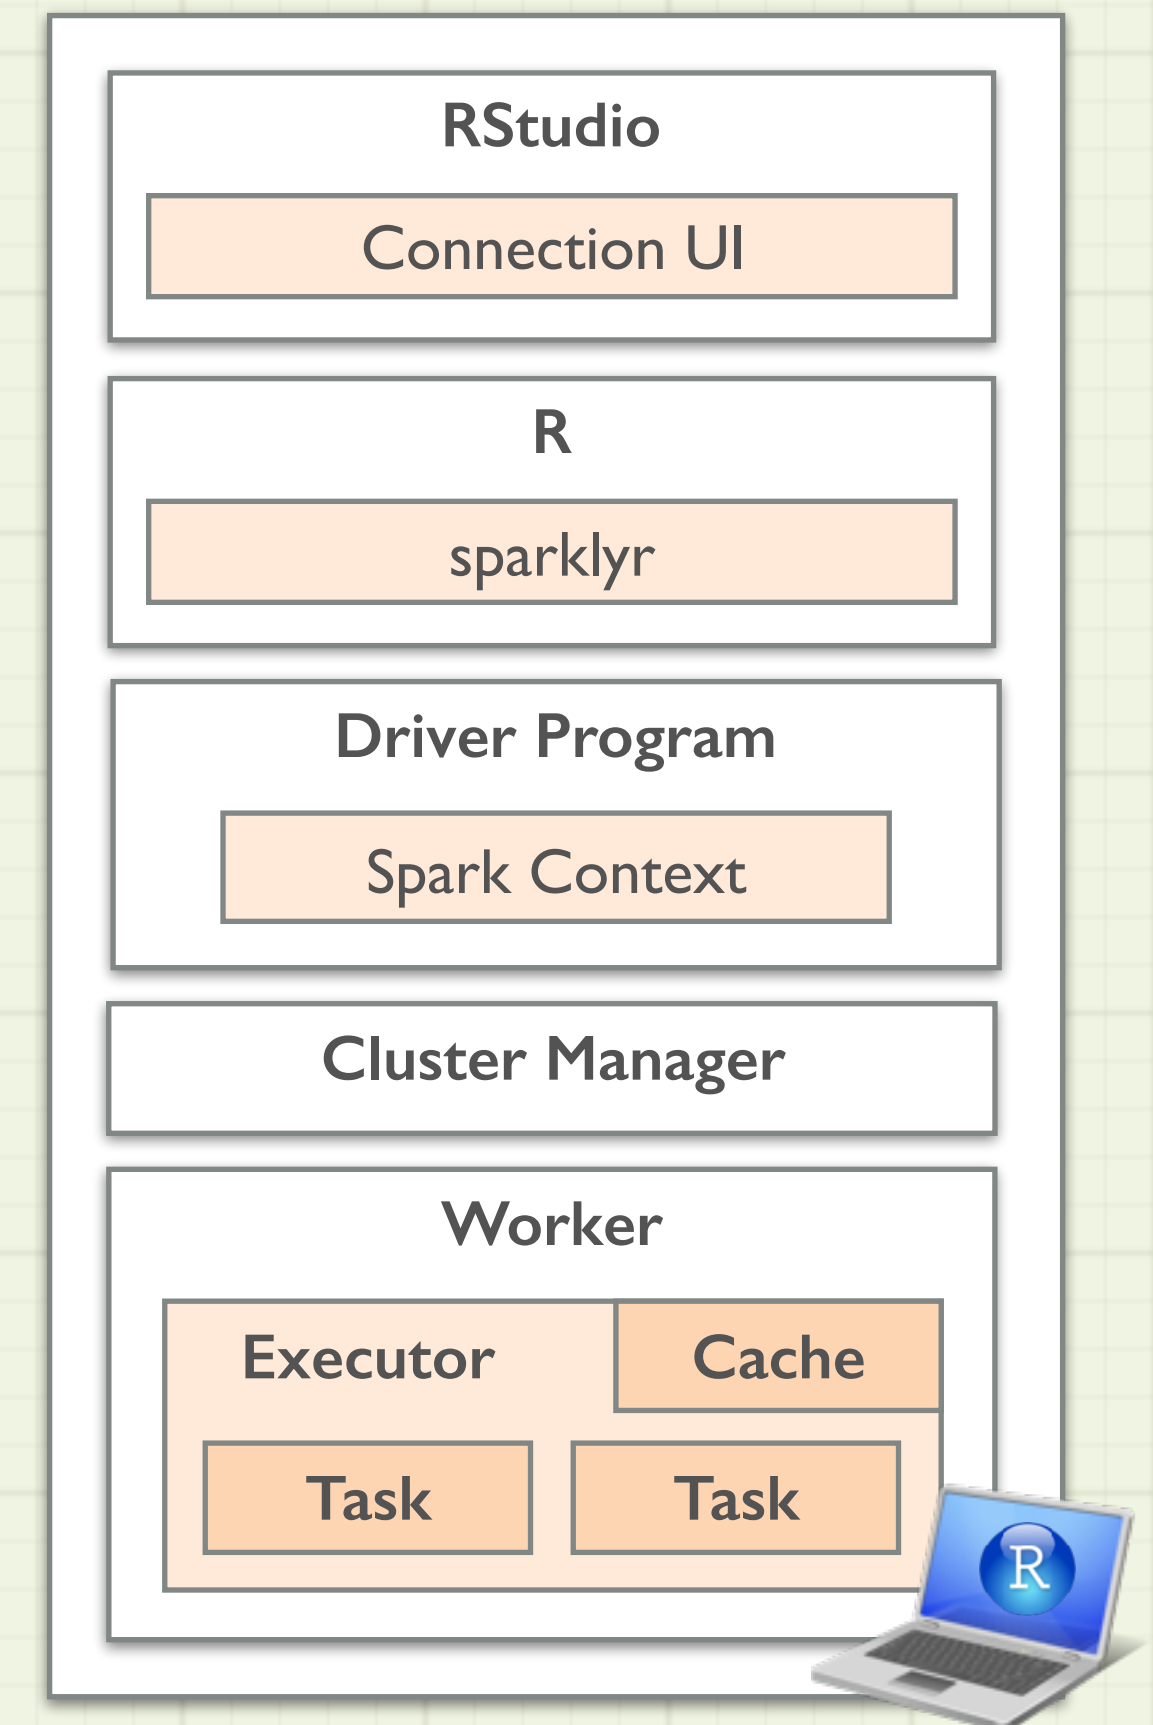 RStudio
Connection UI
R
sparklyr
Driver Program
Spark Context
Cluster Manager
Worker
Executor
Cache
Task
Task
R